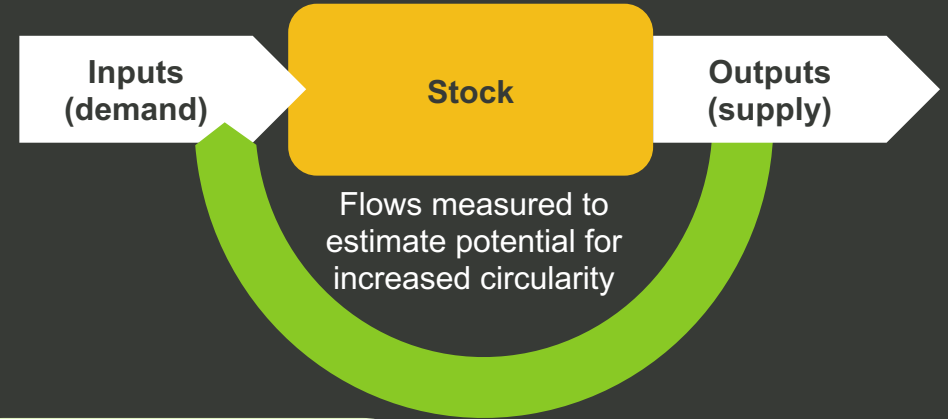 Inputs
(demand)
Stock
Outputs
(supply)
Flows measured to
estimate potential for
increased circularity